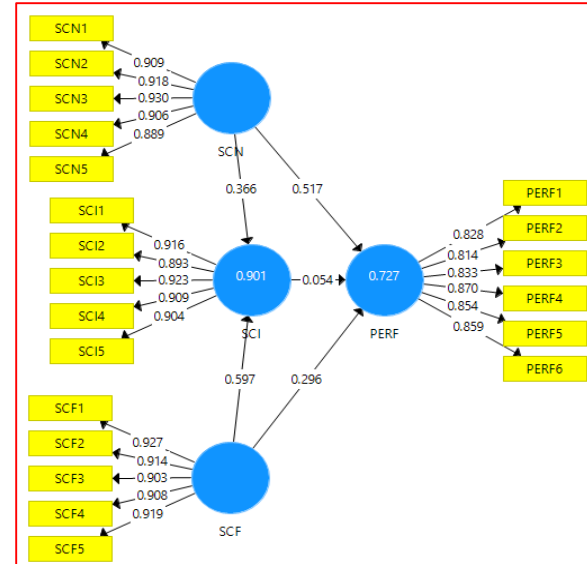 SCN1
SCN2
SCN3
SCN4
SCN5
0.909
0.918
0.930
0.906
0.889
SCN
0.366
0.517
SCI1
SCI2
SCI3
SCI4
SCI5
0.916
0.893
0.923
0.909
0.904
0.901
SCI
0.054
0.727
PERF
0.828
0.814
0.833
0.870
0.854
0.859
PERF1
PERF2
PERF3
PERF4
PERF5
PERF6
0.597
0.296
SCF1
SCF2
SCF3
SCF4
SCF5
0.927
0.914
0.903
0.908
0.919
SCF